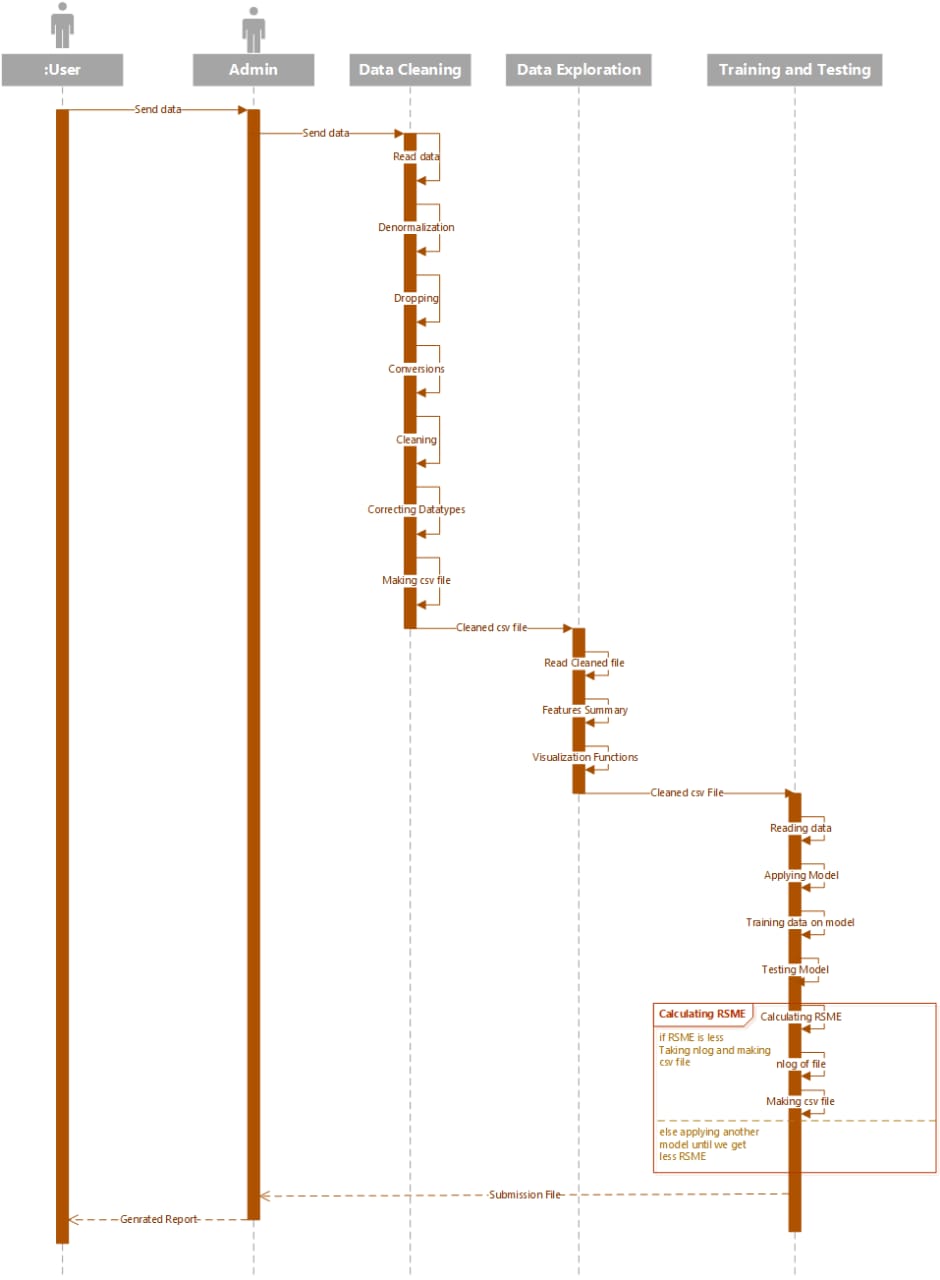 :User
Admin
Data Cleaning
Data Exploration
Training and Testing
Send data
Send data
Read data
Denormalization
Dropping
Conversions
Cleaning
Correcting Datatypes
Making csv file
Cleaned csv file
Read Cleaned file
Features Summary
Visualization Functions
Cleaned csv File
Reading data
Applying Model
Training data on model
Testing Model
Calculating RSME
Calculating RSME
if RSME is less
Taking nlog and making
csv file
nlog of file
Making csv file
else applying another
model until we get
less RSME
Submission File
Genrated Report